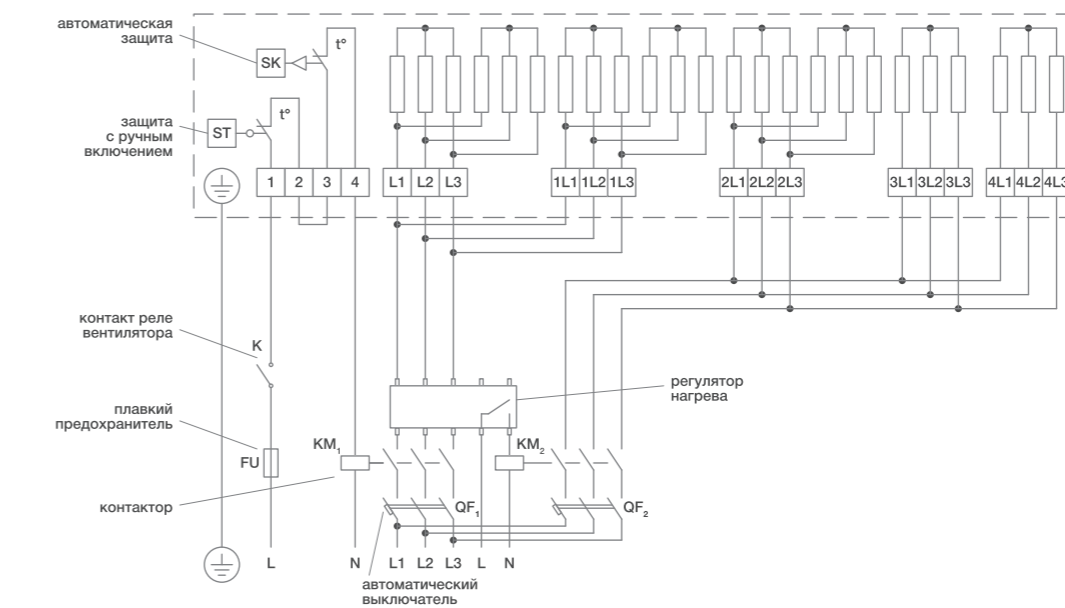 автоматическая
защита
t°
SK
t°
защита
с ручным
включением
ST
1 2 3 4 L1 L2 L3 1L1 1L2 1L3 2L1 2L2 2L3 3L1 3L2 3L3 4L1 4L2 4L3
контакт реле
вентилятора
K
регулятор
нагрева
плавкий
предохранитель
FU
KM1
KM2
контактор
QF1
QF2
L N L1 L2 L3 L N
автоматический
выключатель